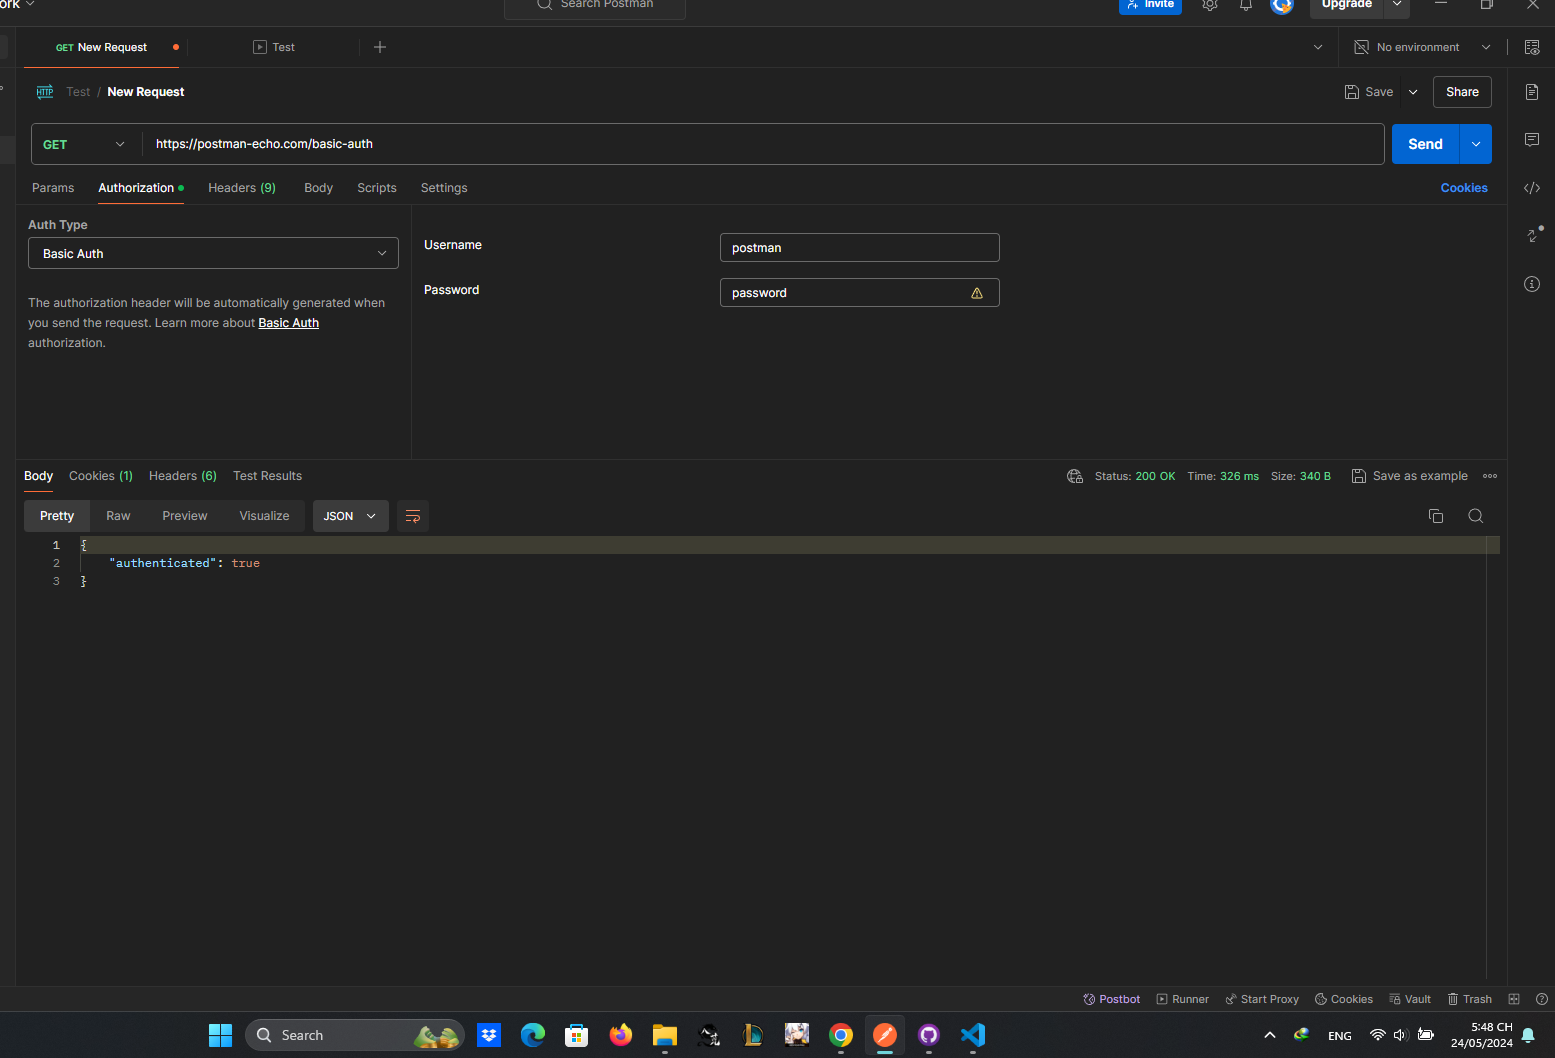 ork
Search Postman
Invite
Upgrade
GET New Request
Test
No environment
HTTP
Test / New Request
Save
Share
GET
https://postman-echo.com/basic-auth
Send
Params
Authorization
Headers (9)
Body
Scripts
Settings
Cookies
Auth Type
Basic Auth
The authorization header will be automatically generated when
you send the request. Learn more about Basic Auth
authorization.
Username
postman
Password
password
Body
Cookies (1)
Headers (6)
Test Results
Status: 200 OK
Time: 326 ms
Size: 340 B
Save as example
Pretty
Raw
Preview
Visualize
JSON
1 {
2 "authenticated": true
3 }
Postbot
Runner
Start Proxy
Cookies
Vault
Trash
Search
ENG
5:48 CH
24/05/2024